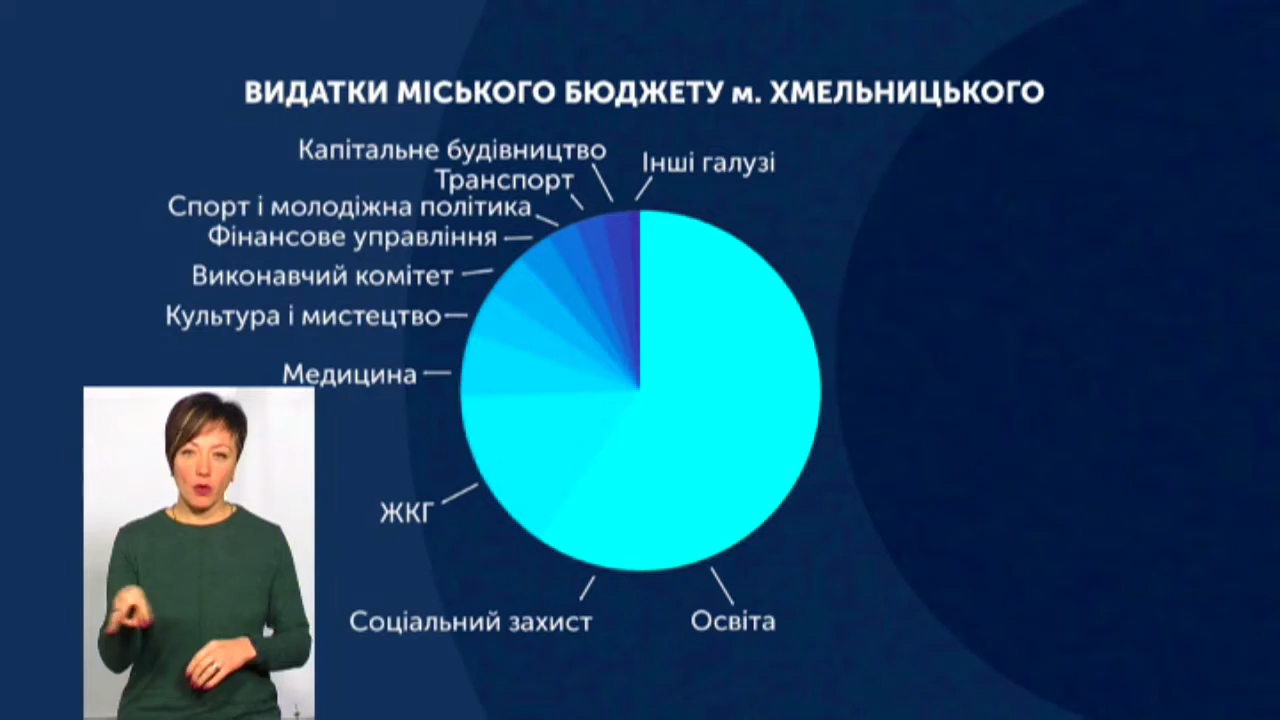 ВИДАТКИ МІСЬКОГО БЮДЖЕТУ м. ХМЕЛЬНИЦЬКОГО
Капітальне будівництво
Інші галузі
Транспорт
Спорт і молодіжна політика
Фінансове управління
Виконавчий комітет
Культура і мистецтво
Медицина
ЖКГ
Соціальний захист
Освіта